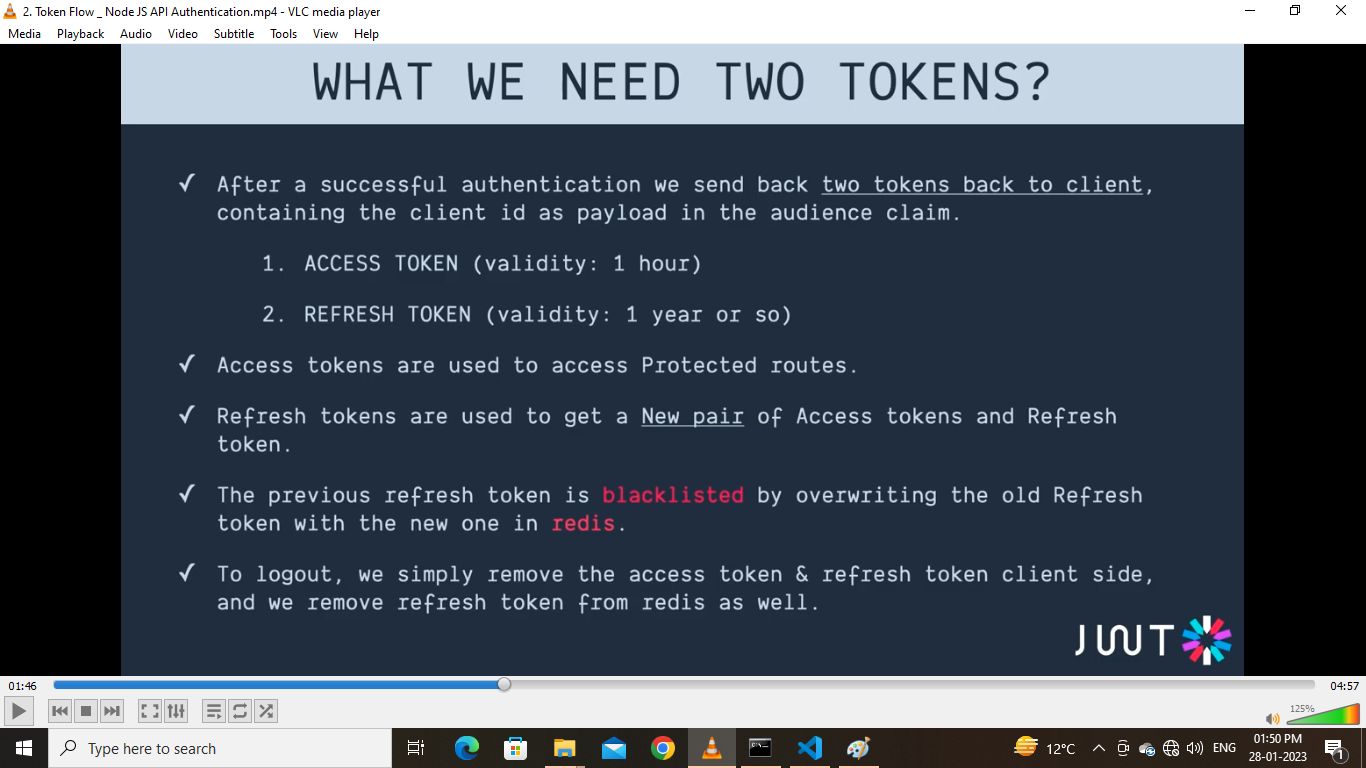 2. Token Flow _ Node JS API Authentication.mp4 - VLC media player
Media Playback Audio Video Subtitle Tools View Help
WHAT WE NEED TWO TOKENS?
✓ After a successful authentication we send back two tokens back to client,
containing the client id as payload in the audience claim.
1. ACCESS TOKEN (validity: 1 hour)
2. REFRESH TOKEN (validity: 1 year or so)
✓ Access tokens are used to access Protected routes.
✓ Refresh tokens are used to get a New pair of Access tokens and Refresh
token.
✓ The previous refresh token is blacklisted by overwriting the old Refresh
token with the new one in redis.
✓ To logout, we simply remove the access token & refresh token client side,
and we remove refresh token from redis as well.
JWT
01:46 04:57
125%
Type here to search 12°C ENG 01:50 PM
28-01-2023 1